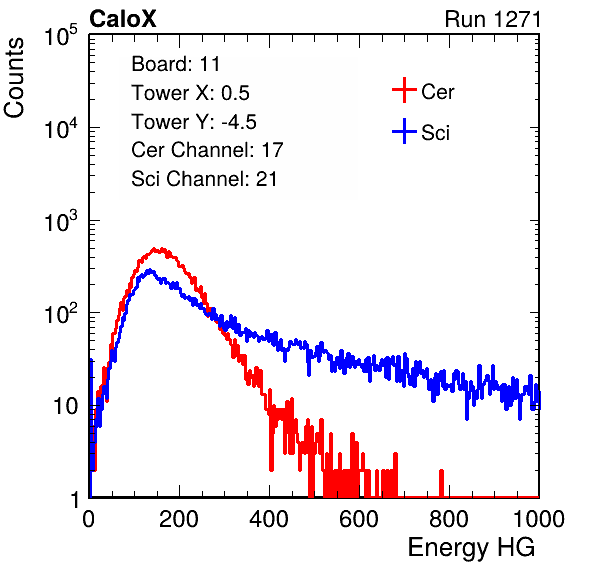 CaloX Run 1271
Counts
Board: 11
Tower X: 0.5
Tower Y: -4.5
Cer Channel: 17
Sci Channel: 21
Cer
Sci
10^5
10^4
10^3
10^2
10
1
0 200 400 600 800 1000
Energy HG